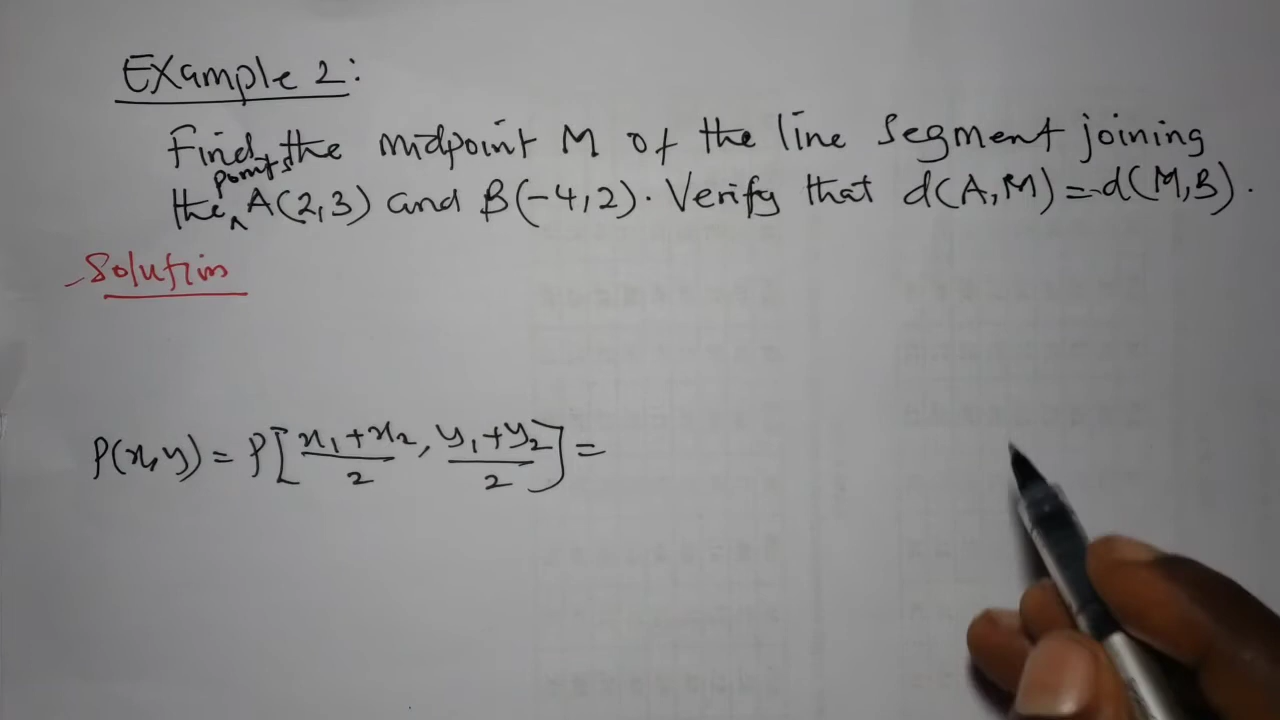 Example 2:
Find the midpoint M of the line segment joining
the points A(2,3) and B(-4,2). Verify that d(A,M)=d(M,B).
Solution
P(x,y) = P[x₁+x₂/2, y₁+y₂/2] =